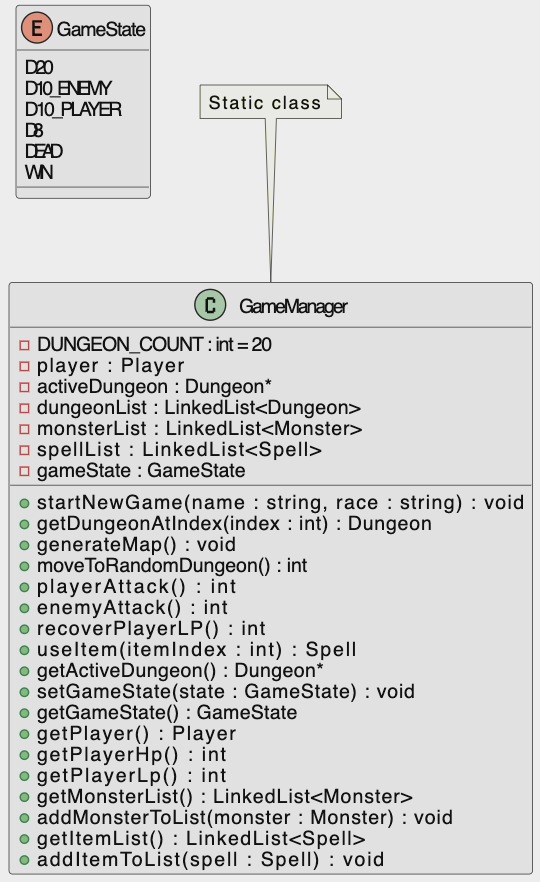 E GameState
D20
D10_ENEMY
D10_PLAYER
D8
DEAD
WIN
Static class
C GameManager
DUNGEON_COUNT : int = 20
player : Player
activeDungeon : Dungeon*
dungeonList : LinkedList<Dungeon>
monsterList : LinkedList<Monster>
spellList : LinkedList<Spell>
gameState : GameState
startNewGame(name : string, race : string) : void
getDungeonAtIndex(index : int) : Dungeon
generateMap() : void
moveToRandomDungeon() : int
playerAttack() : int
enemyAttack() : int
recoverPlayerLP() : int
useItem(itemIndex : int) : Spell
getActiveDungeon() : Dungeon*
setGameState(state : GameState) : void
getGameState() : GameState
getPlayer() : Player
getPlayerHp() : int
getPlayerLp() : int
getMonsterList() : LinkedList<Monster>
addMonsterToList(monster : Monster) : void
getItemList() : LinkedList<Spell>
addItemToList(spell : Spell) : void